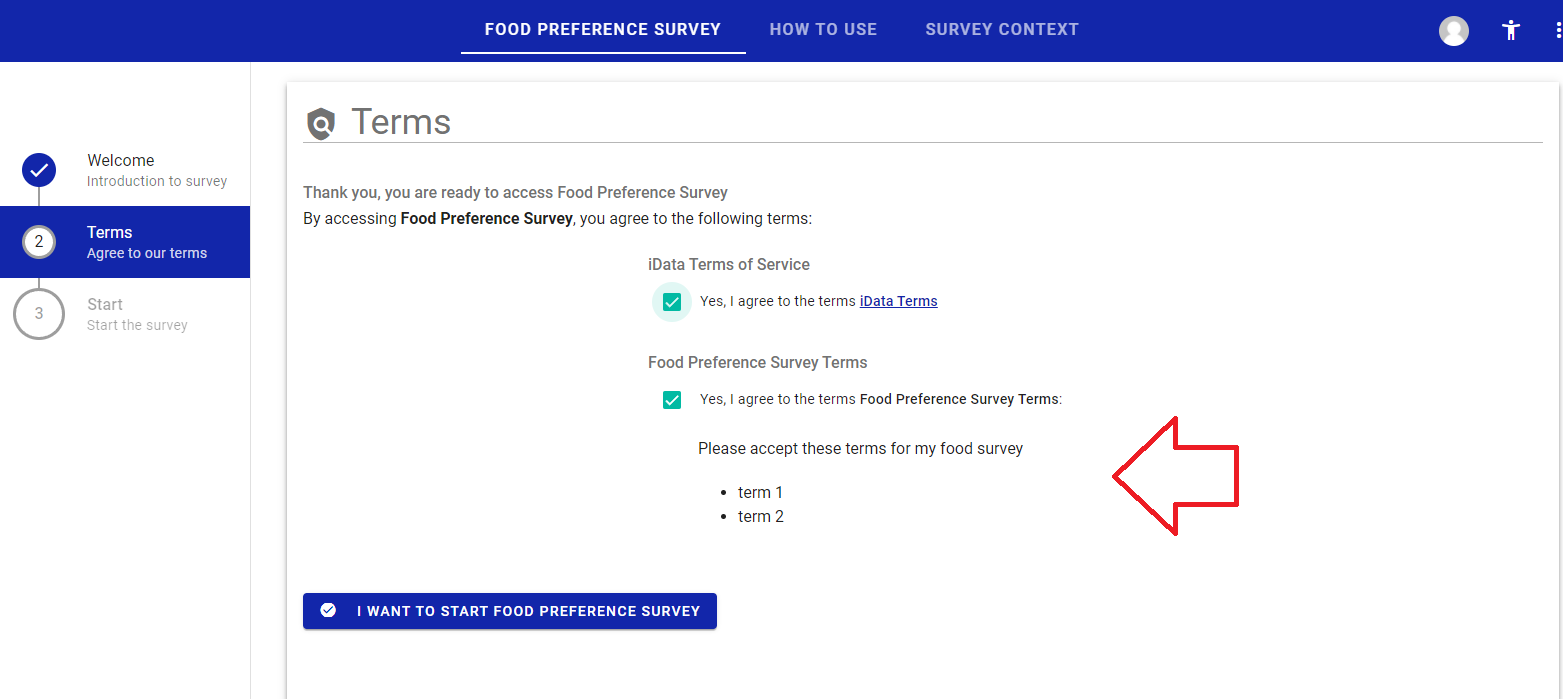 FOOD PREFERENCE SURVEY
HOW TO USE
SURVEY CONTEXT
Welcome
Introduction to survey
2
Terms
Agree to our terms
3
Start
Start the survey
Terms
Thank you, you are ready to access Food Preference Survey
By accessing Food Preference Survey, you agree to the following terms:
iData Terms of Service
Yes, I agree to the terms iData Terms
Food Preference Survey Terms
Yes, I agree to the terms Food Preference Survey Terms:
Please accept these terms for my food survey
• term 1
• term 2
I WANT TO START FOOD PREFERENCE SURVEY